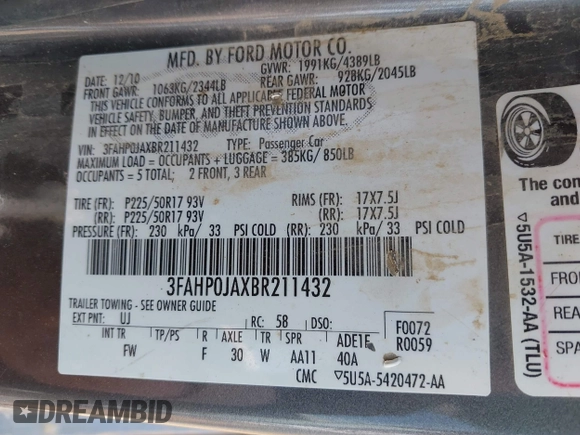 MFD. BY FORD MOTOR CO.
DATE: 12/10 GVWR: 1991KG/4389LB
FRONT GAWR: 1063KG/2344LB REAR GAWR: 928KG/2045LB
THIS VEHICLE CONFORMS TO ALL APPLICABLE FEDERAL MOTOR
VEHICLE SAFETY, BUMPER, AND THEFT PREVENTION STANDARDS
IN EFFECT ON THE DATE OF MANUFACTURE SHOWN ABOVE.
VIN: 3FAHP0JAXBR211432 TYPE: Passenger Car
MAXIMUM LOAD = OCCUPANTS + LUGGAGE = 385KG/850LB
OCCUPANTS = 5 TOTAL; 2 FRONT, 3 REAR
TIRE (FR): P225/50R17 93V RIMS (FR): 17X7.5J
(RR): P225/50R17 93V (RR): 17X7.5J
PRESSURE (FR): 230 kPa/ 33 PSI COLD (RR): 230 kPa/ 33 PSI COLD
3FAHP0JAXBR211432
TRAILER TOWING - SEE OWNER GUIDE
EXT PNT: UJ RC: 58 DSO: F0072
INT TR TP/PS R AXLE TR SPR R0059
FW F 30 W AA11 40A
CMC ▽5U5A-5420472-AA
The con
and
▽5U5A-1532-AA (TLU)
TIRE
FRON
REA
SPA
DREAMBID